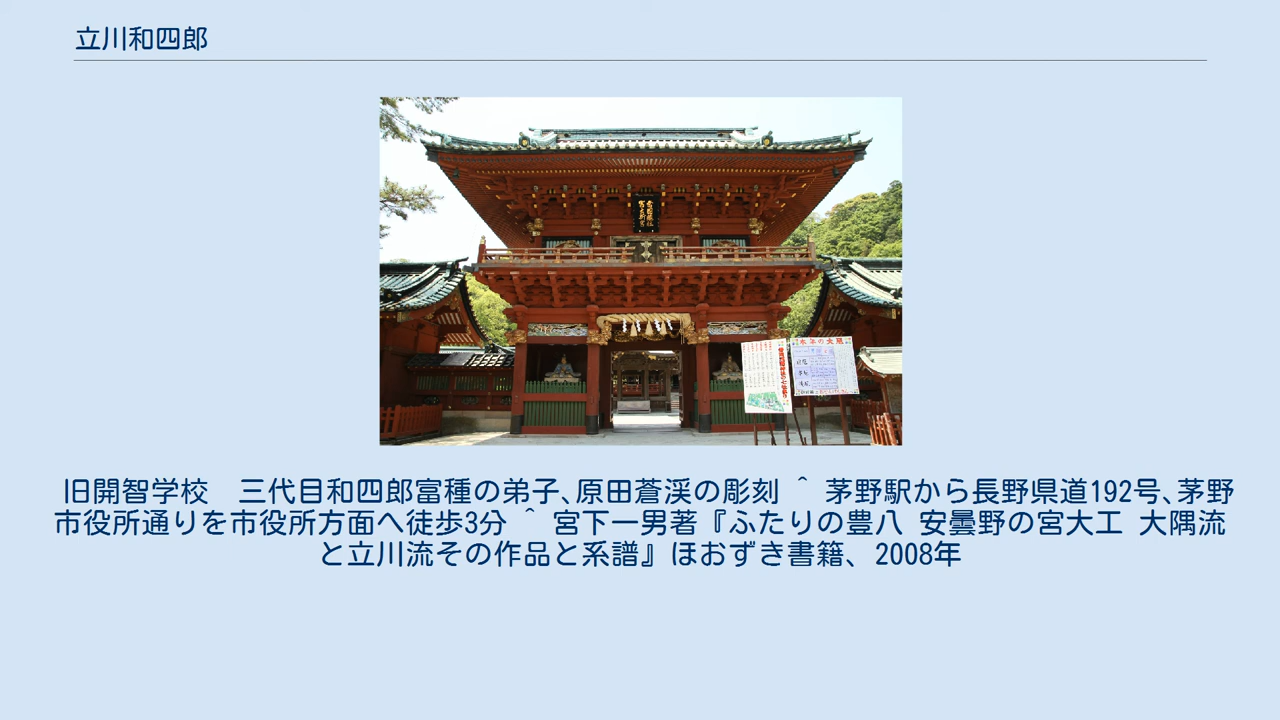 立川和四郎
本年の大厄
旧開智学校　三代目和四郎富種の弟子、原田蒼渓の彫刻 ^ 茅野駅から長野県道192号、茅野
市役所通りを市役所方面へ徒歩3分 ^ 宮下一男著『ふたりの豊八 安曇野の宮大工 大隅流
と立川流その作品と系譜』ほおずき書籍、2008年